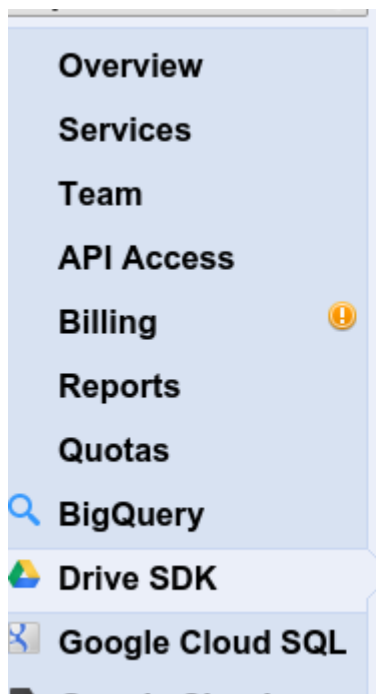 Overview
Services
Team
API Access
Billing
Reports
Quotas
BigQuery
Drive SDK
Google Cloud SQL